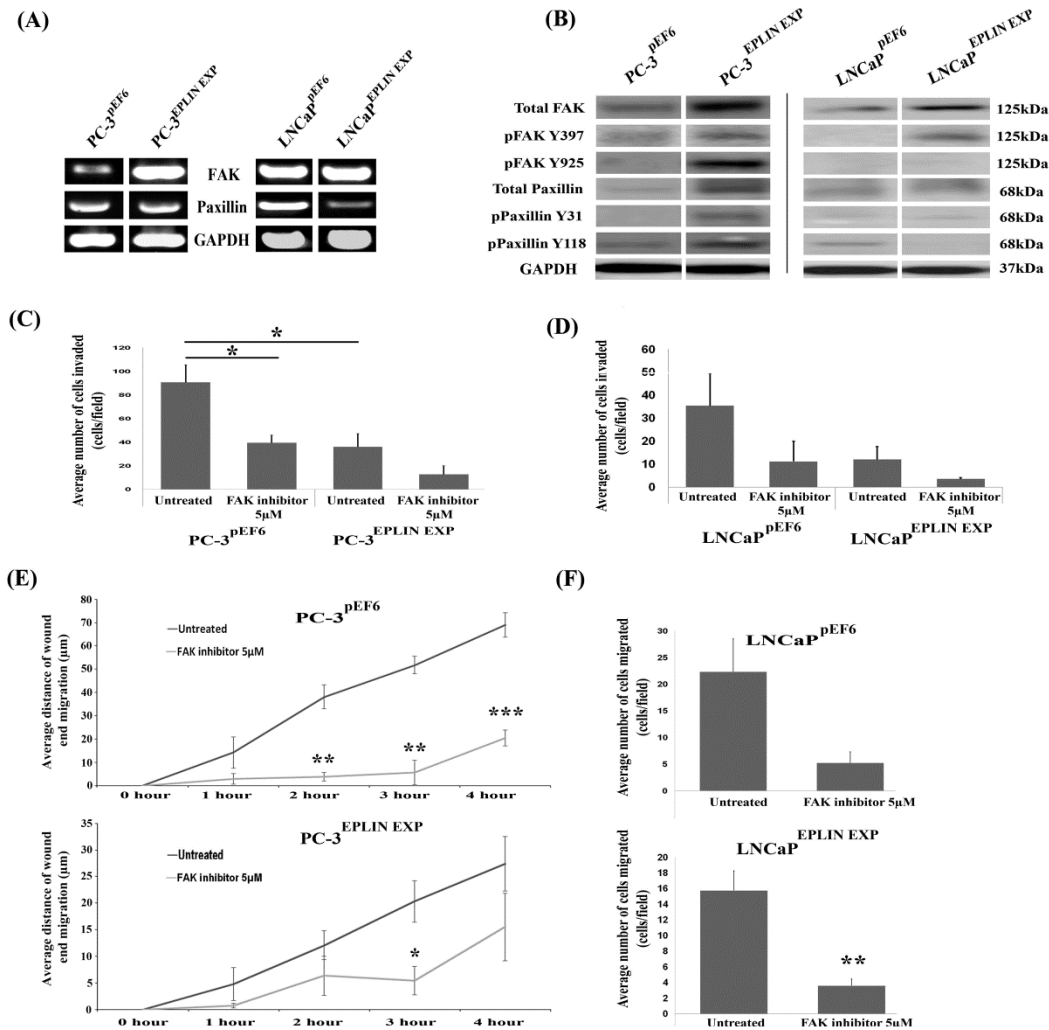 (A)
PC-3pEF6
PC-3EPLIN EXP
LNCaPpEF6
LNCaPEPLIN EXP
FAK
Paxillin
GAPDH
(B)
PC-3pEF6
PC-3EPLIN EXP
LNCaPpEF6
LNCaPEPLIN EXP
Total FAK
125kDa
pFAK Y397
125kDa
pFAK Y925
125kDa
Total Paxillin
68kDa
pPaxillin Y31
68kDa
pPaxillin Y118
68kDa
GAPDH
37kDa
(C)
Average number of cells invaded
(cells/field)
120
100
80
60
40
20
0
*
*
Untreated
FAK inhibitor
5µM
Untreated
FAK inhibitor
5µM
PC-3pEF6
PC-3EPLIN EXP
(D)
Average number of cells invaded
(cells/field)
60
50
40
30
20
10
0
Untreated
FAK inhibitor
5µM
Untreated
FAK inhibitor
5µM
LNCaPpEF6
LNCaPEPLIN EXP
(E)
PC-3pEF6
Average distance of wound
end migration (µm)
80
70
60
50
40
30
20
10
0
Untreated
FAK inhibitor 5µM
**
**
***
0 hour
1 hour
2 hour
3 hour
4 hour
PC-3EPLIN EXP
Average distance of wound
end migration (µm)
35
30
25
20
15
10
5
0
Untreated
FAK inhibitor 5µM
*
0 hour
1 hour
2 hour
3 hour
4 hour
(F)
LNCaPpEF6
Average number of cells migrated
(cells/field)
30
25
20
15
10
5
0
Untreated
FAK inhibitor 5µM
LNCaPEPLIN EXP
Average number of cells migrated
(cells/field)
20
18
16
14
12
10
8
6
4
2
0
**
Untreated
FAK inhibitor 5µM